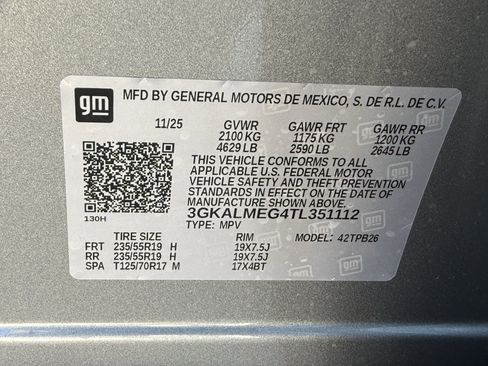 gm
MFD BY GENERAL MOTORS DE MEXICO, S. DE R.L. DE C.V.
11/25 GVWR GAWR FRT GAWR RR
2100 KG 1175 KG 1200 KG
4629 LB 2590 LB 2645 LB
THIS VEHICLE CONFORMS TO ALL
APPLICABLE U.S. FEDERAL MOTOR
VEHICLE SAFETY AND THEFT PREVENTION
STANDARDS IN EFFECT ON THE DATE
OF MANUFACTURE SHOWN ABOVE.
130H 3GKALMEG4TL351112
TYPE: MPV
TIRE SIZE RIM MODEL: 42TPB26
FRT 235/55R19 H 19X7.5J
RR 235/55R19 H 19X7.5J
SPA T125/70R17 M 17X4BT